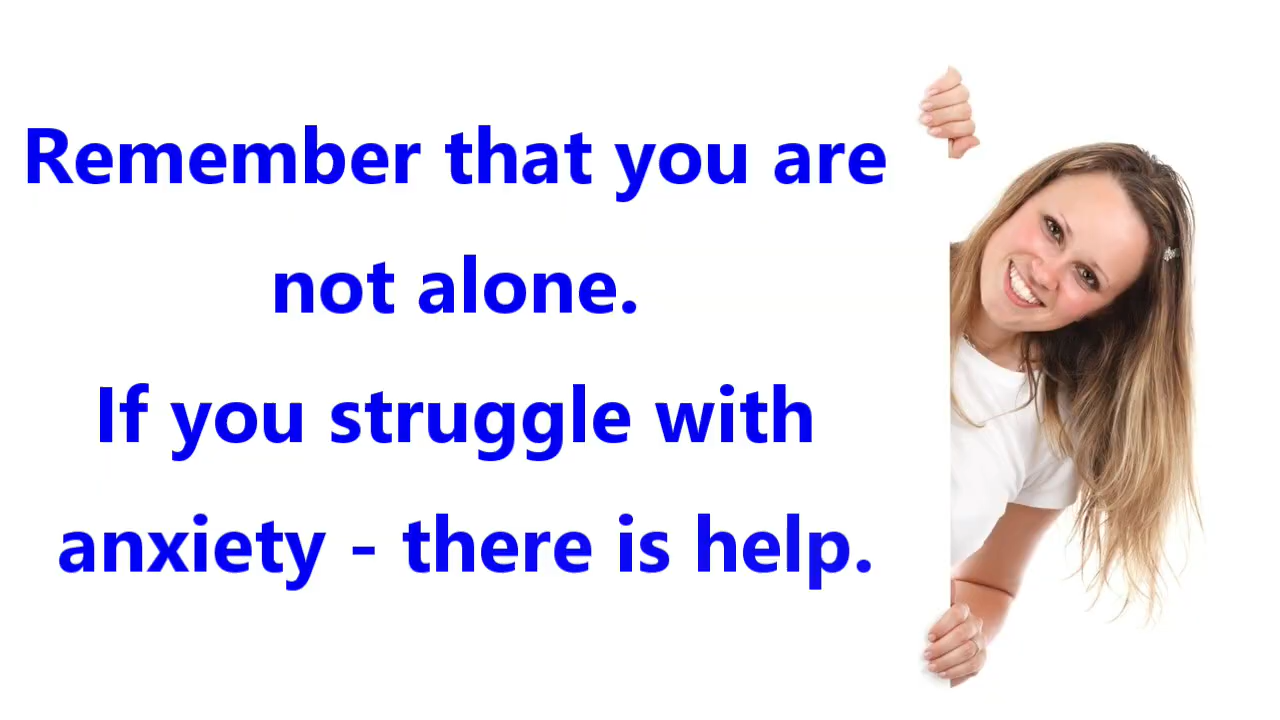 Remember that you are
not alone.
If you struggle with
anxiety - there is help.